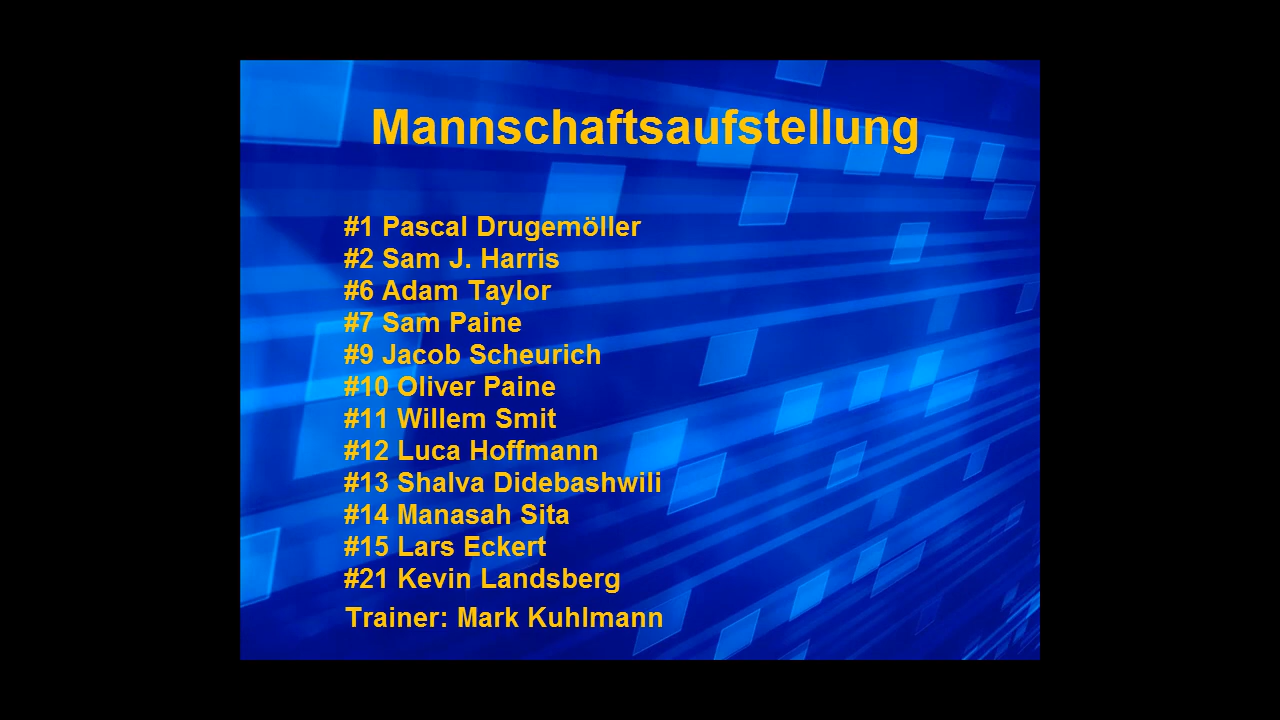 Mannschaftsaufstellung
#1 Pascal Drugemöller
#2 Sam J. Harris
#6 Adam Taylor
#7 Sam Paine
#9 Jacob Scheurich
#10 Oliver Paine
#11 Willem Smit
#12 Luca Hoffmann
#13 Shalva Didebashwili
#14 Manasah Sita
#15 Lars Eckert
#21 Kevin Landsberg
Trainer: Mark Kuhlmann